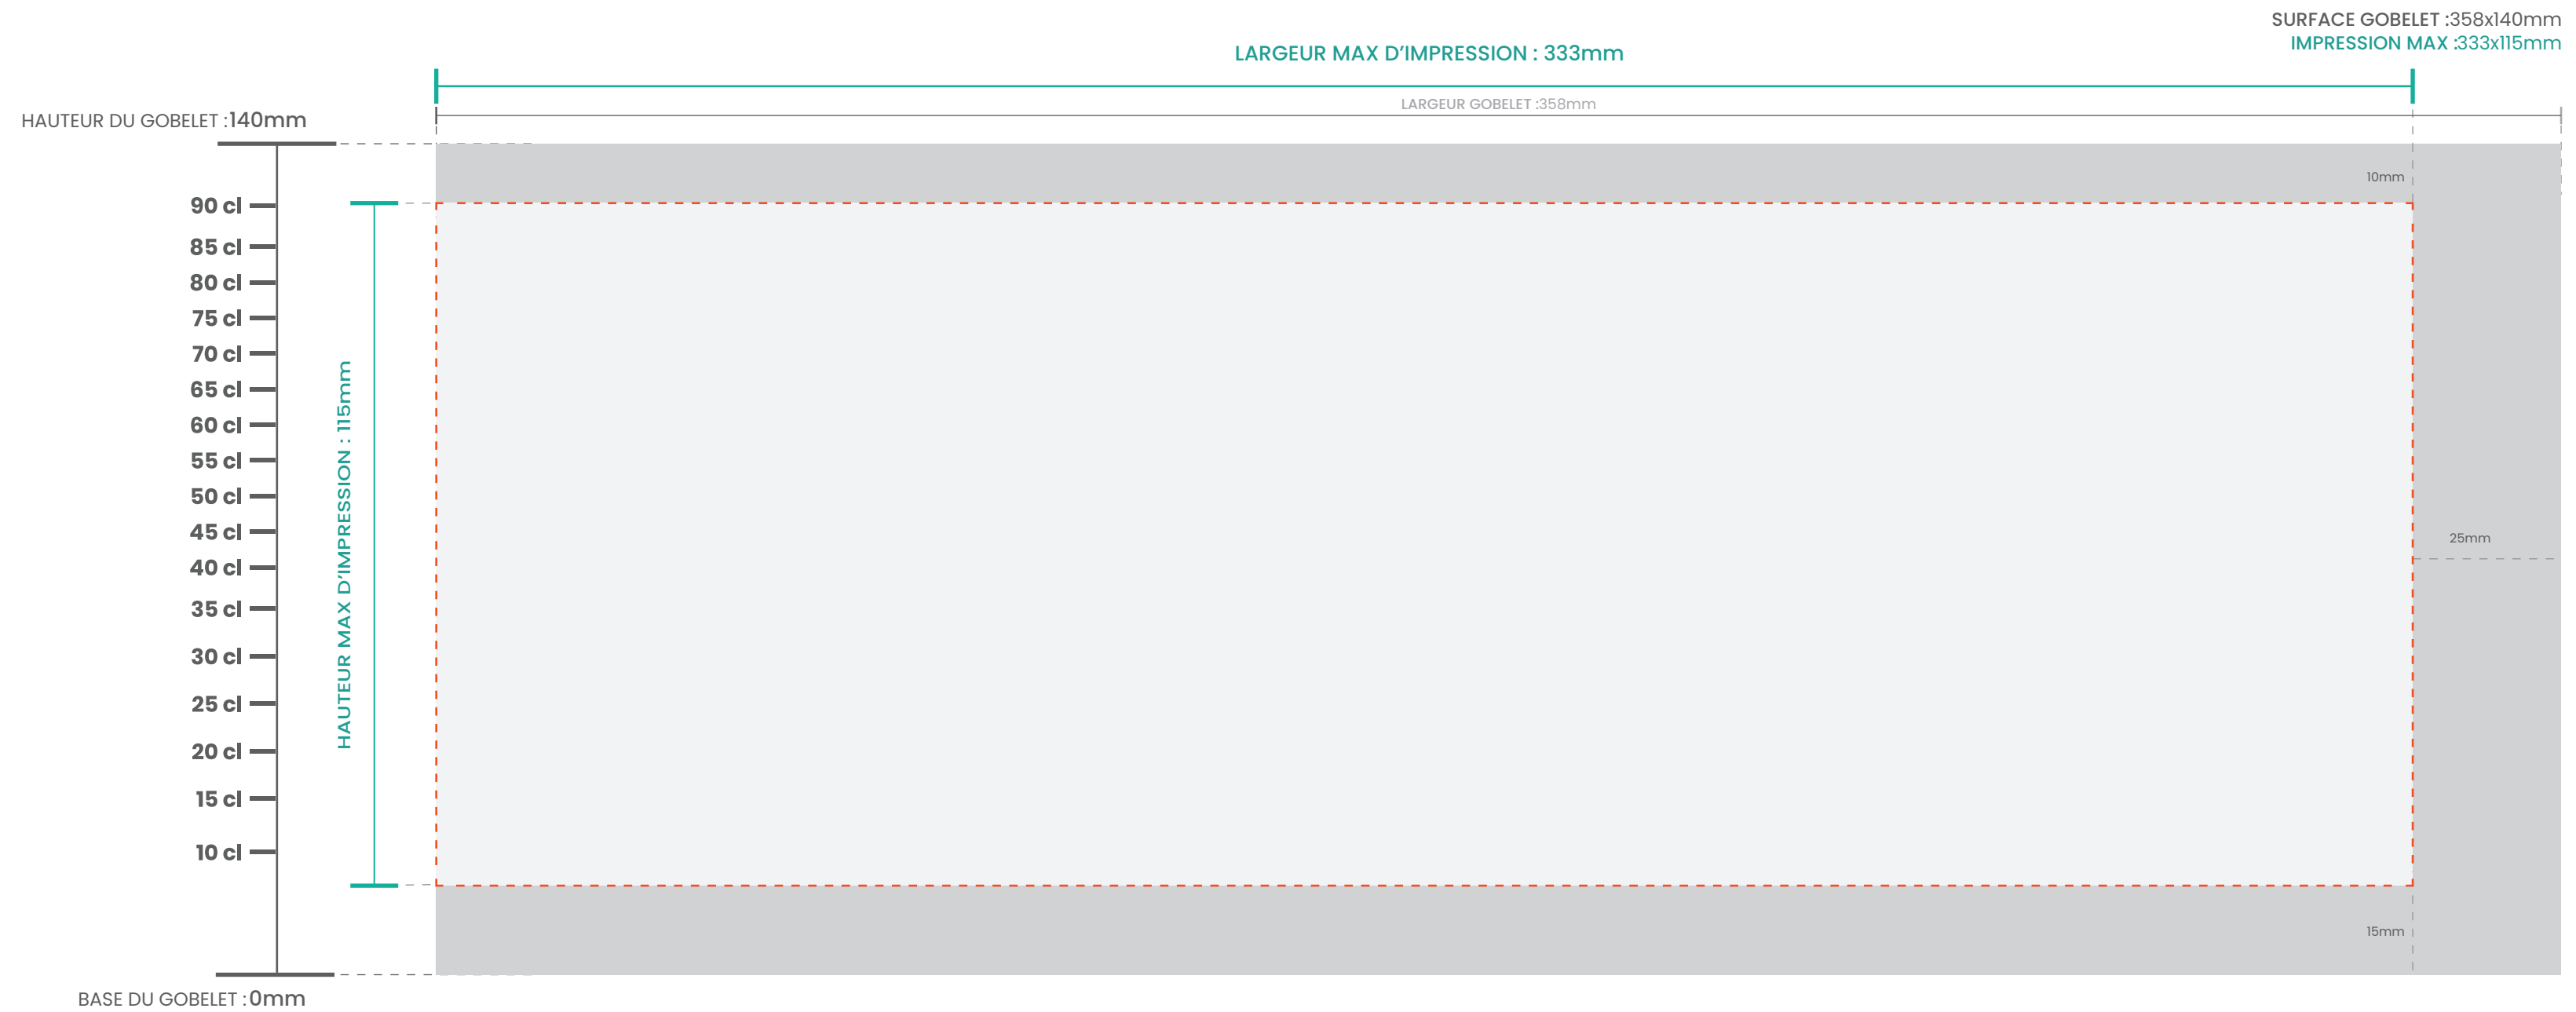 SURFACE GOBELET :358x140mm
IMPRESSION MAX :333x115mm
LARGEUR MAX D’IMPRESSION : 333mm
LARGEUR GOBELET :358mm
HAUTEUR DU GOBELET :140mm
10mm
90 cl
85 cl
80 cl
75 cl
70 cl
65 cl
60 cl
55 cl
50 cl
45 cl
40 cl
35 cl
30 cl
25 cl
20 cl
15 cl
10 cl
HAUTEUR MAX D’IMPRESSION : 115mm
25mm
15mm
BASE DU GOBELET :0mm